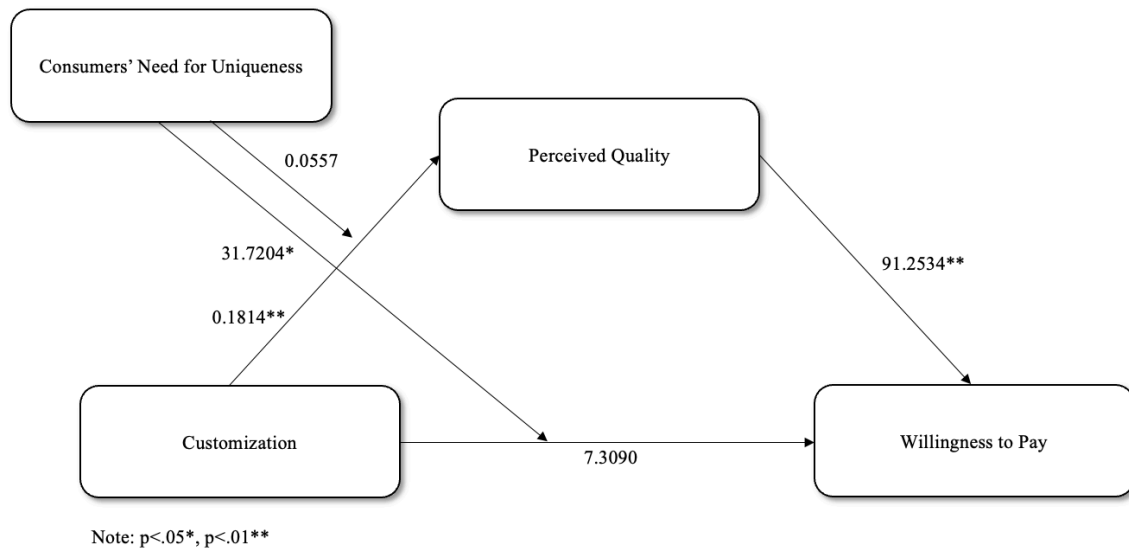 Consumers’ Need for Uniqueness
Perceived Quality
0.0557
31.7204*
91.2534**
0.1814**
Customization
Willingness to Pay
7.3090
Note: p<.05*, p<.01**